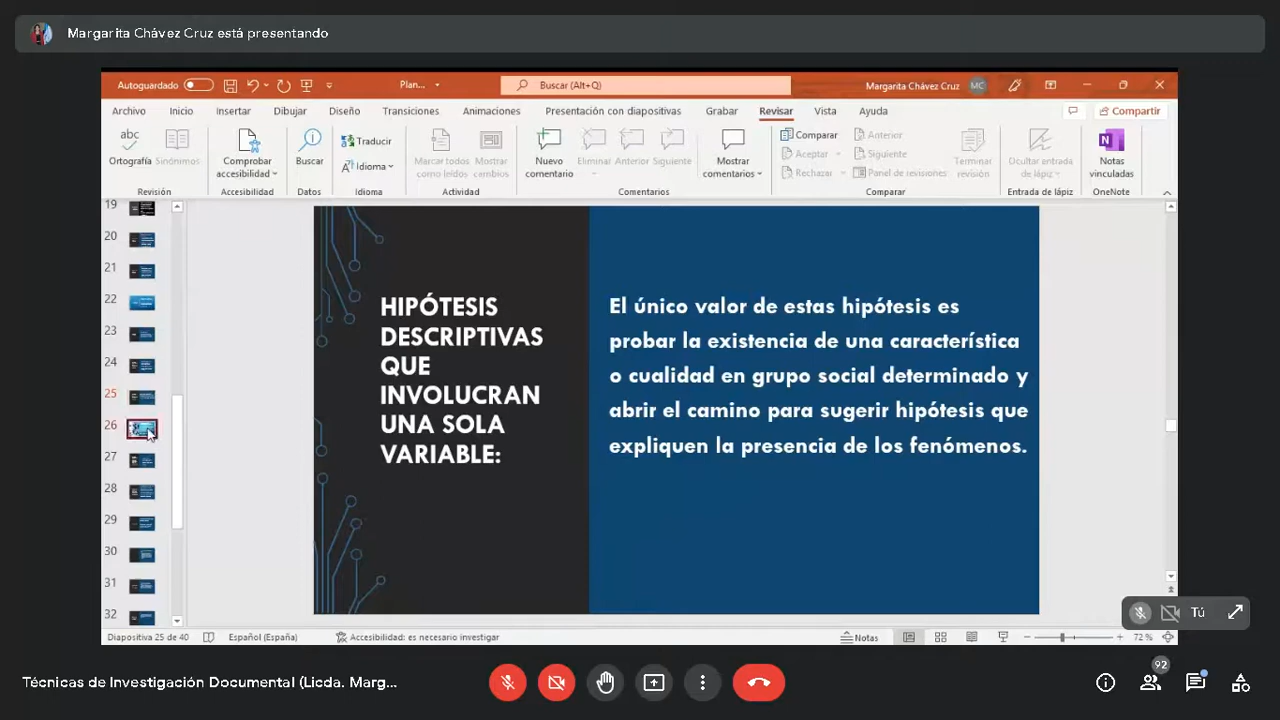 Margarita Chávez Cruz está presentando
Autoguardado
Plan...
Buscar (Alt+Q)
Margarita Chávez Cruz
MC
Archivo Inicio Insertar Dibujar Diseño Transiciones Animaciones Presentación con diapositivas Grabar Revisar Vista Ayuda
Compartir
abc
Ortografía
Sinónimos
Revisión
Comprobar
accesibilidad
Accesibilidad
Buscar
Datos
Traducir
Idioma
Idioma
Marcar todos
como leídos
Mostrar
cambios
Actividad
Nuevo
comentario
Eliminar
Anterior
Siguiente
Mostrar
comentarios
Comentarios
Comparar
Aceptar
Rechazar
Anterior
Siguiente
Panel de revisiones
Terminar
revisión
Comparar
Ocultar entrada
de lápiz
Entrada de lápiz
N
Notas
vinculadas
OneNote
19
20
21
22
23
24
25
26
27
28
29
30
31
32
HIPÓTESIS
DESCRIPTIVAS
QUE
INVOLUCRAN
UNA SOLA
VARIABLE:
El único valor de estas hipótesis es
probar la existencia de una característica
o cualidad en grupo social determinado y
abrir el camino para sugerir hipótesis que
expliquen la presencia de los fenómenos.
Tú
Diapositiva 25 de 40
Español (España)
Accesibilidad: es necesario investigar
Notas
72 %
Técnicas de Investigación Documental (Licda. Marg...
92